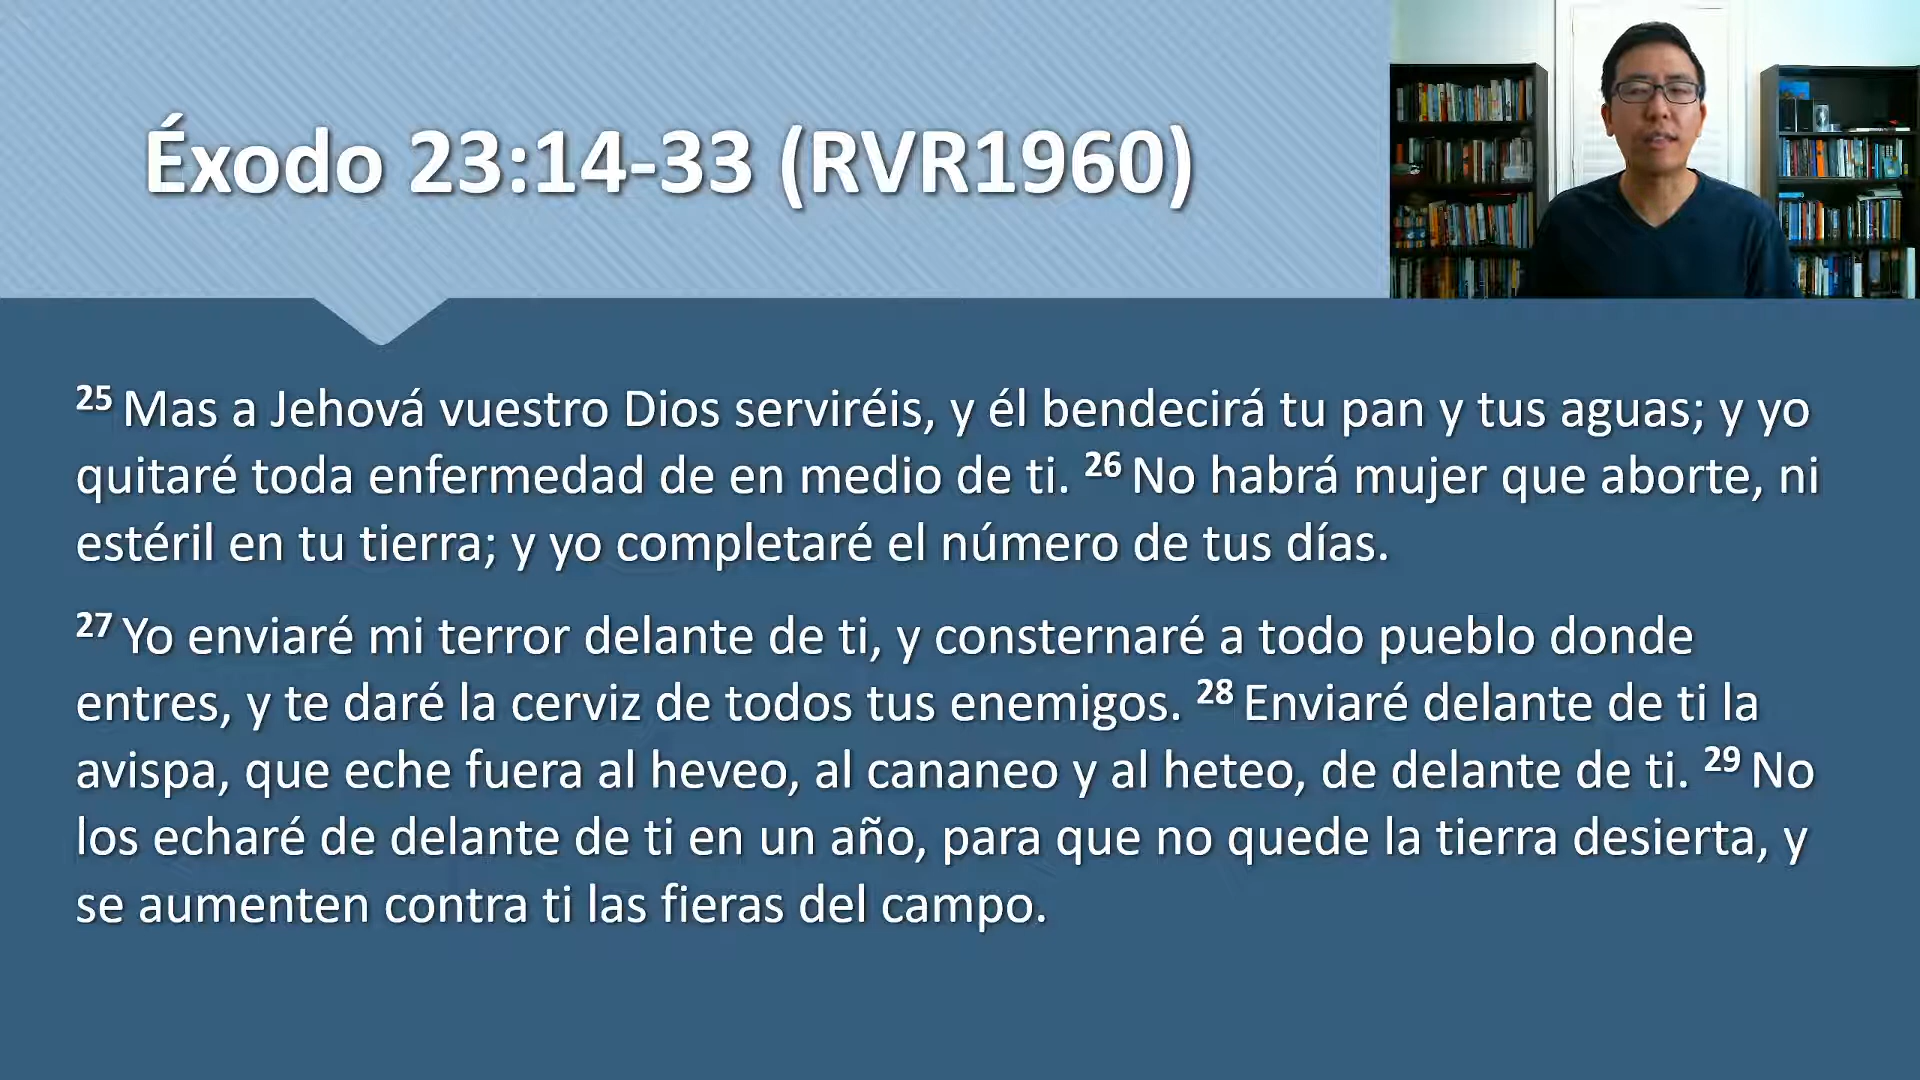 Éxodo 23:14-33 (RVR1960)
25 Mas a Jehová vuestro Dios serviréis, y él bendecirá tu pan y tus aguas; y yo
quitaré toda enfermedad de en medio de ti. 26 No habrá mujer que aborte, ni
estéril en tu tierra; y yo completaré el número de tus días.
27 Yo enviaré mi terror delante de ti, y consternaré a todo pueblo donde
entres, y te daré la cerviz de todos tus enemigos. 28 Enviaré delante de ti la
avispa, que eche fuera al heveo, al cananeo y al heteo, de delante de ti. 29 No
los echaré de delante de ti en un año, para que no quede la tierra desierta, y
se aumenten contra ti las fieras del campo.